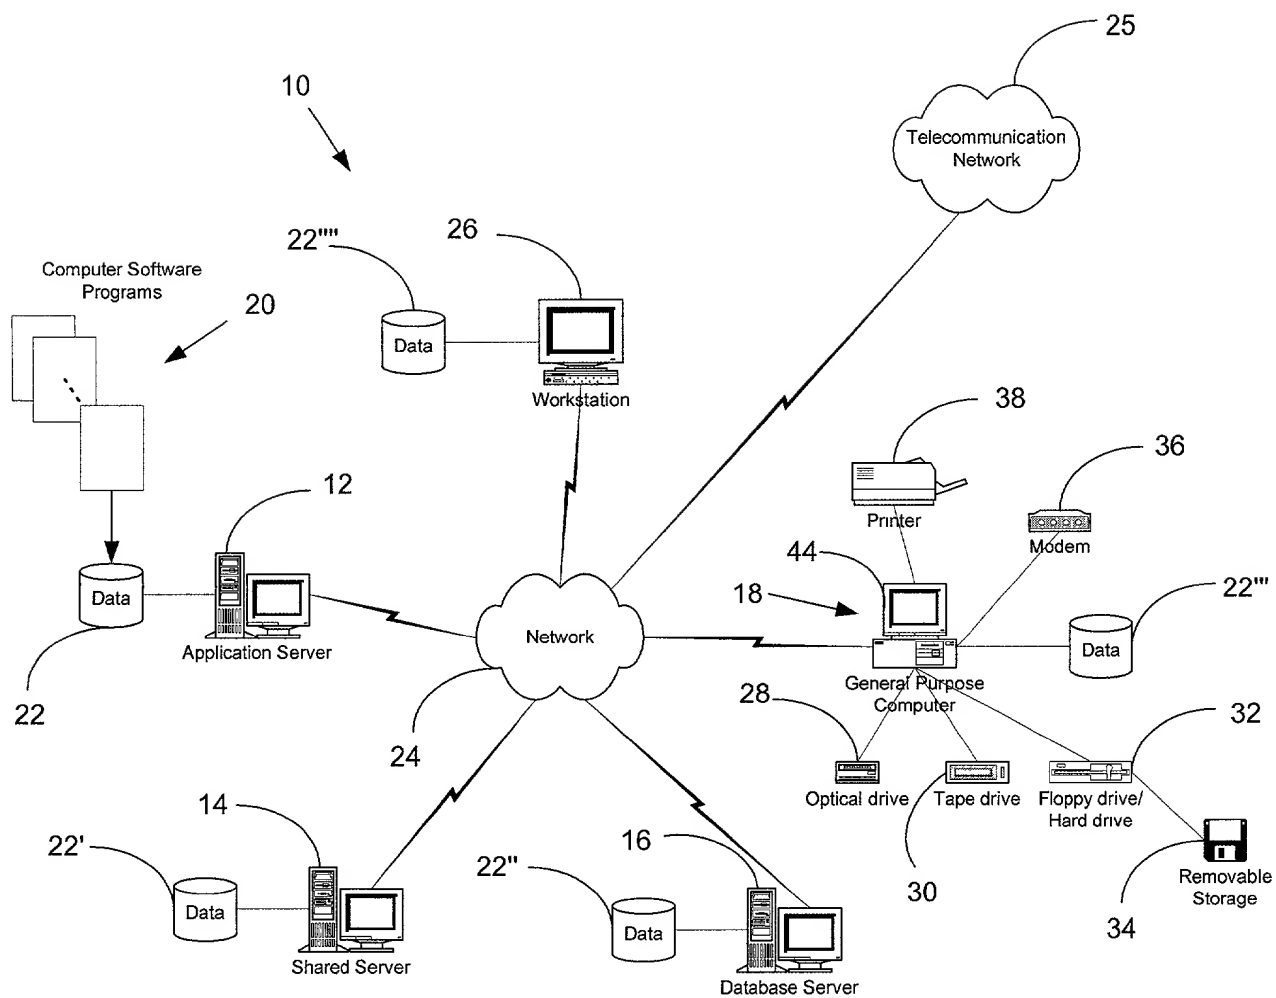 25
10
Telecommunication
Network
22""
26
Computer Software
Programs
20
Data
Workstation
38
36
12
Printer
Modem
44
18
22'"
Data
Network
Data
Application Server
General Purpose
Computer
22
24
28
32
Optical drive
Tape drive
Floppy drive/
Hard drive
14
16
22'
22"
30
34
Removable
Storage
Data
Data
Shared Server
Database Server